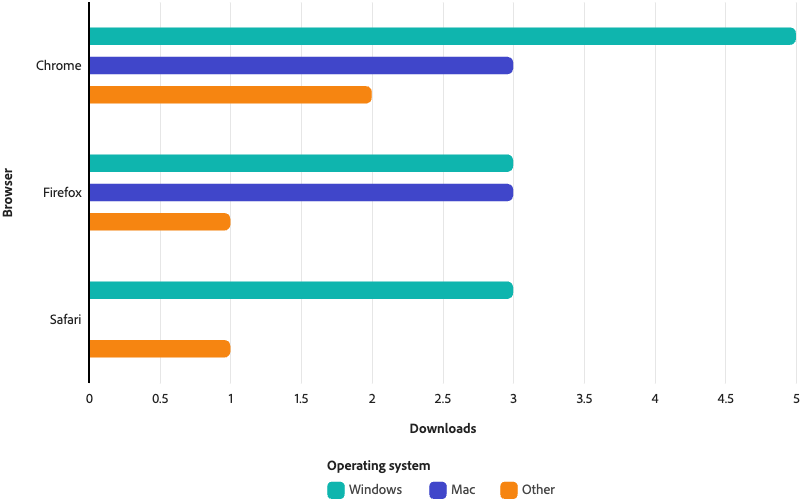 Browser
Chrome
Firefox
Safari
0 0.5 1 1.5 2 2.5 3 3.5 4 4.5 5
Downloads
Operating system
Windows Mac Other